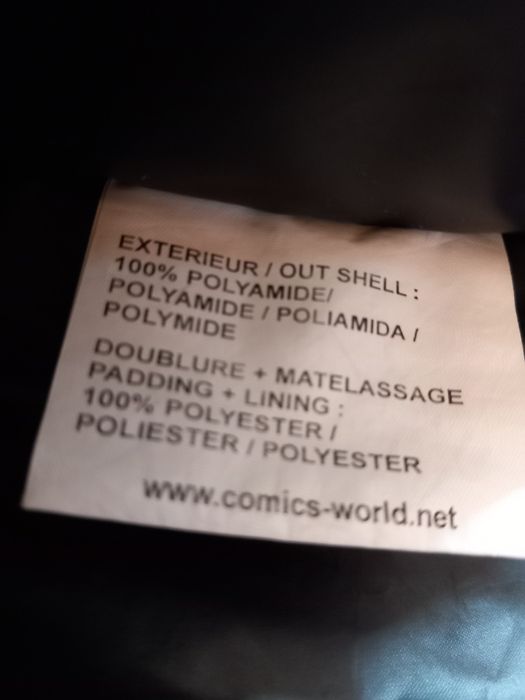 EXTERIEUR / OUT SHELL :
100% POLYAMIDE/
POLYAMIDE / POLIAMIDA /
POLYMIDE
DOUBLURE + MATELASSAGE
PADDING + LINING :
100% POLYESTER /
POLIESTER / POLYESTER
www.comics-world.net